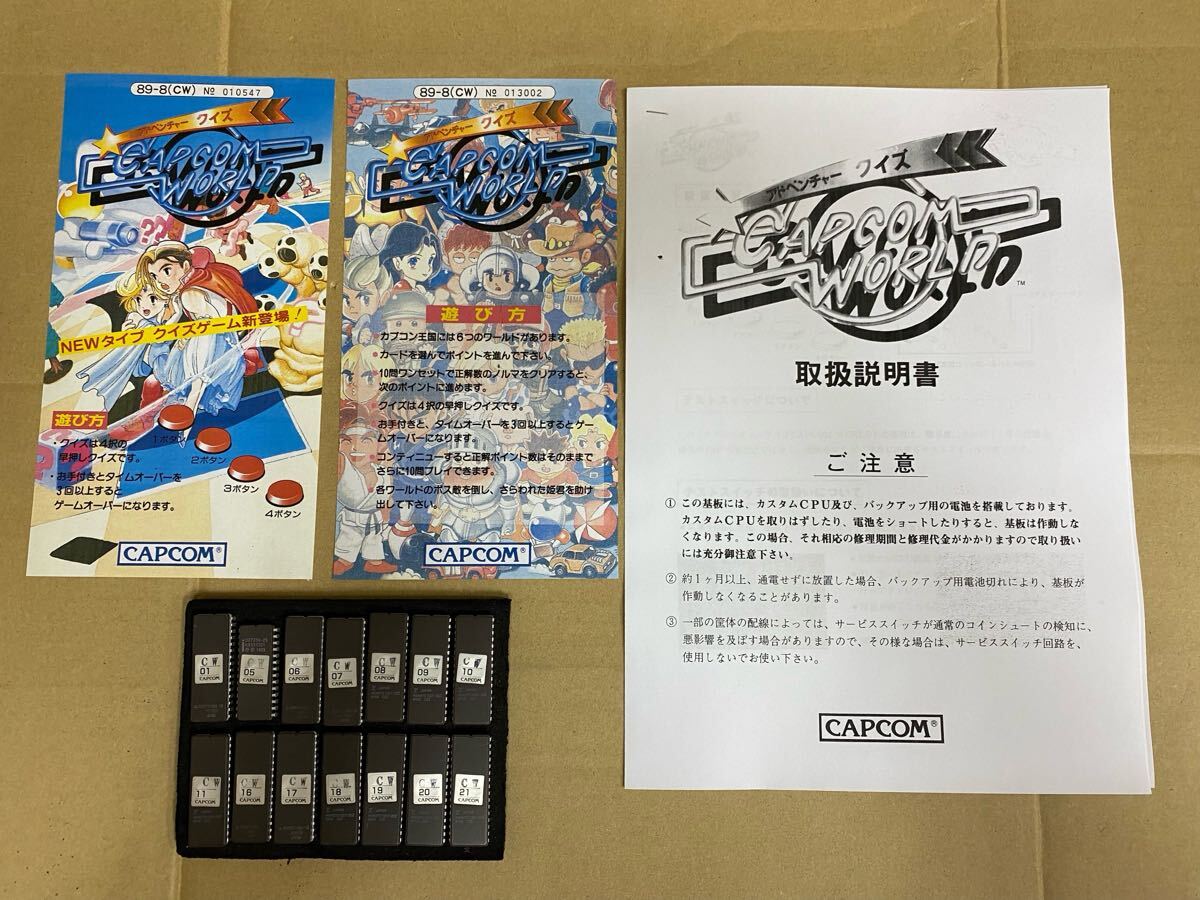 89-8(CW) № 010547
アドベンチャー クイズ
CAPCOM
WORLD
??
NEWタイプ クイズゲーム新登場!
遊び方
・クイズは4択の
早押しクイズです。
・お手付きとタイムオーバーを
3回以上すると
ゲームオーバーになります。
1ボタン
2ボタン
3ボタン
4ボタン
CAPCOM®
89-8(CW) № 013002
アドベンチャー クイズ
CAPCOM
WORLD
遊び方
カプコン王国には6つのワールドがあります。
カードを選んでポイントを進んで下さい。
10問ワンセットで正解数のノルマをクリアすると、
次のポイントに進めます。
クイズは4択の早押しクイズです。
お手付きと、タイムオーバーを3回以上するとゲー
ムオーバーになります。
コンティニューすると正解ポイント数はそのままで
さらに10問プレイできます。
各ワールドのボス敵を倒し、さらわれた姫君を助け
出して下さい。
CAPCOM®
アドベンチャー クイズ
CAPCOM
WORLD
™
取扱説明書
ご注意
① この基板には、カスタムCPU及び、バックアップ用の電池を搭載しております。
カスタムCPUを取りはずしたり、電池をショートしたりすると、基板は作動しな
くなります。この場合、それ相応の修理期間と修理代金がかかりますので取り扱い
には充分御注意下さい。
② 約1ヶ月以上、通電せずに放置した場合、バックアップ用電池切れにより、基板が
作動しなくなることがあります。
③ 一部の筐体の配線によっては、サービススイッチが通常のコインシュートの検知に、
悪影響を及ぼす場合がありますので、その様な場合は、サービススイッチ回路を、
使用しないでお使い下さい。
CAPCOM®
CW
01
CAPCOM
CW
05
CAPCOM
CW
06
CAPCOM
CW
07
CAPCOM
CW
08
CAPCOM
CW
09
CAPCOM
CW
10
CAPCOM
CW
11
CAPCOM
CW
16
CAPCOM
CW
17
CAPCOM
CW
18
CAPCOM
CW
19
CAPCOM
CW
20
CAPCOM
CW
21
CAPCOM